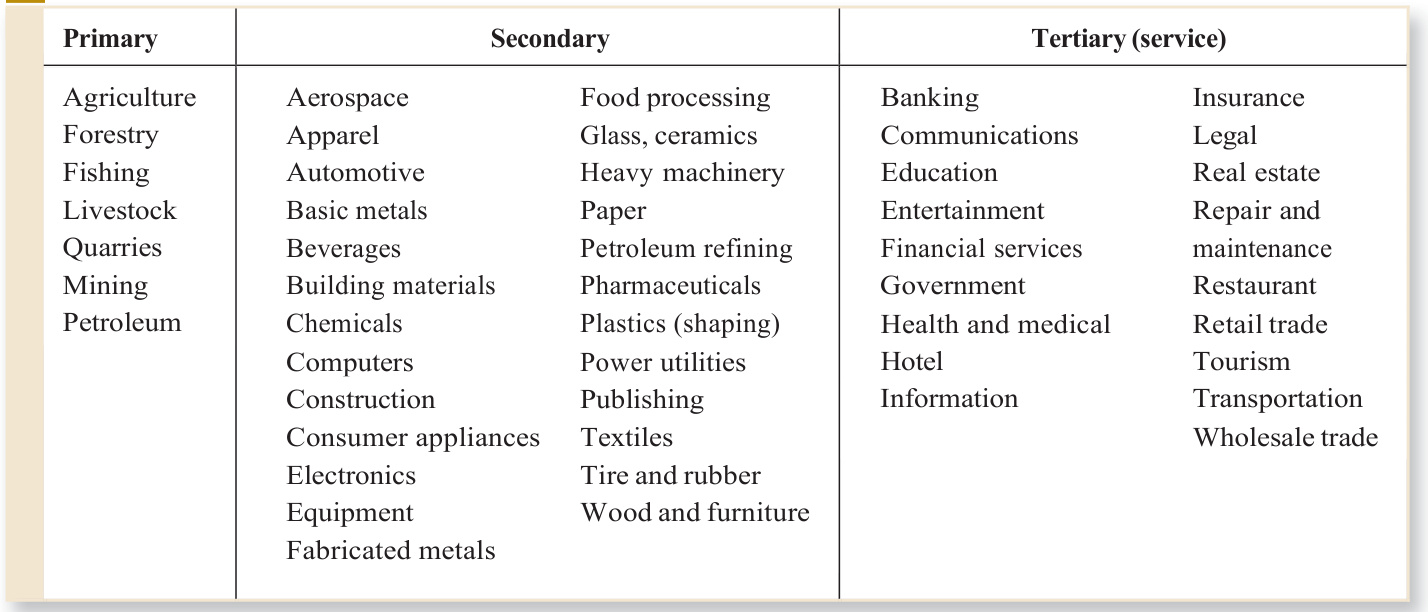 Primary
Secondary
Tertiary (service)
Agriculture
Forestry
Fishing
Livestock
Quarries
Mining
Petroleum
Aerospace
Apparel
Automotive
Basic metals
Beverages
Building materials
Chemicals
Computers
Construction
Consumer appliances
Electronics
Equipment
Fabricated metals
Food processing
Glass, ceramics
Heavy machinery
Paper
Petroleum refining
Pharmaceuticals
Plastics (shaping)
Power utilities
Publishing
Textiles
Tire and rubber
Wood and furniture
Banking
Communications
Education
Entertainment
Financial services
Government
Health and medical
Hotel
Information
Insurance
Legal
Real estate
Repair and
maintenance
Restaurant
Retail trade
Tourism
Transportation
Wholesale trade